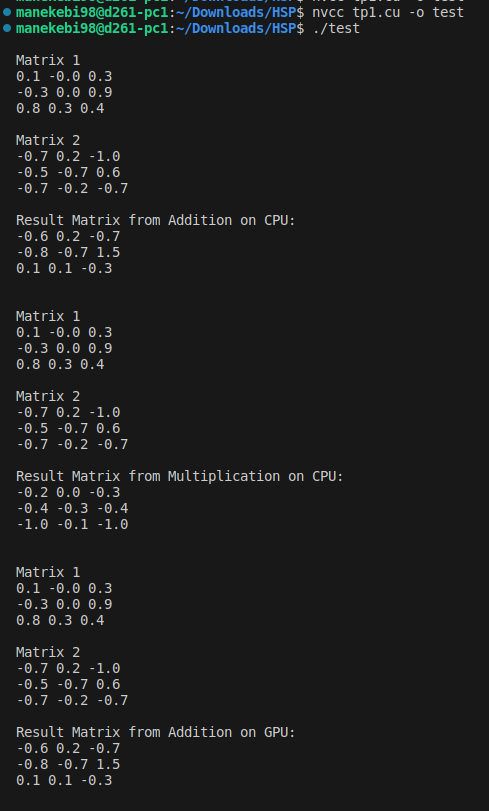 manekebi98@d261-pc1:~/Downloads/HSP$ nvcc tp1.cu -o test
manekebi98@d261-pc1:~/Downloads/HSP$ nvcc tp1.cu -o test
manekebi98@d261-pc1:~/Downloads/HSP$ ./test
Matrix 1
0.1 -0.0 0.3
-0.3 0.0 0.9
0.8 0.3 0.4
Matrix 2
-0.7 0.2 -1.0
-0.5 -0.7 0.6
-0.7 -0.2 -0.7
Result Matrix from Addition on CPU:
-0.6 0.2 -0.7
-0.8 -0.7 1.5
0.1 0.1 -0.3
Matrix 1
0.1 -0.0 0.3
-0.3 0.0 0.9
0.8 0.3 0.4
Matrix 2
-0.7 0.2 -1.0
-0.5 -0.7 0.6
-0.7 -0.2 -0.7
Result Matrix from Multiplication on CPU:
-0.2 0.0 -0.3
-0.4 -0.3 -0.4
-1.0 -0.1 -1.0
Matrix 1
0.1 -0.0 0.3
-0.3 0.0 0.9
0.8 0.3 0.4
Matrix 2
-0.7 0.2 -1.0
-0.5 -0.7 0.6
-0.7 -0.2 -0.7
Result Matrix from Addition on GPU:
-0.6 0.2 -0.7
-0.8 -0.7 1.5
0.1 0.1 -0.3